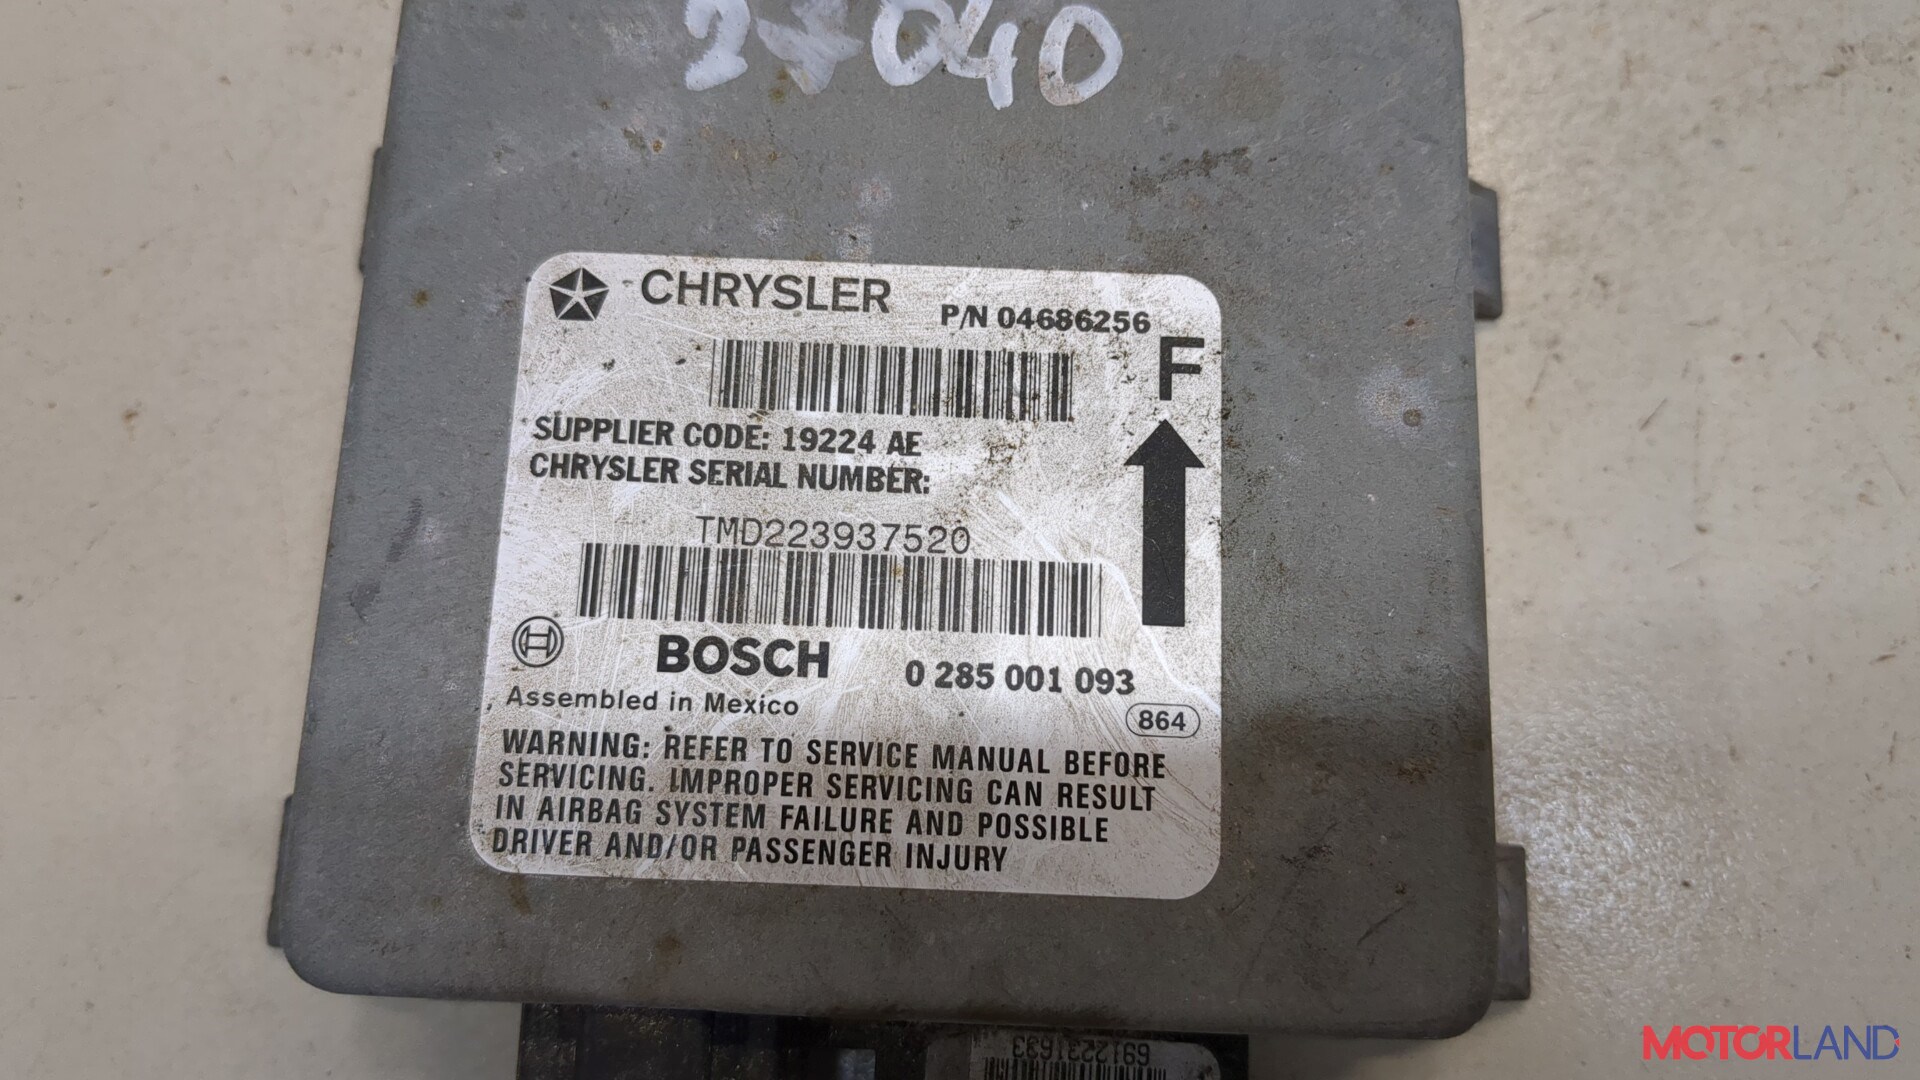 27040
CHRYSLER
P/N 04686256
F
SUPPLIER CODE: 19224 AE
CHRYSLER SERIAL NUMBER:
TMD223937520
BOSCH 0 285 001 093
Assembled in Mexico
864
WARNING: REFER TO SERVICE MANUAL BEFORE
SERVICING. IMPROPER SERVICING CAN RESULT
IN AIRBAG SYSTEM FAILURE AND POSSIBLE
DRIVER AND/OR PASSENGER INJURY
6912231633
MOTORLAND